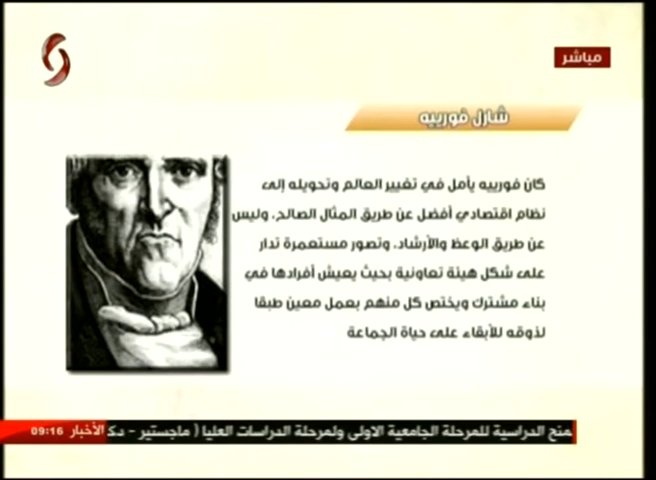 مباشر
شارل فورييه
كان فورييه يأمل في تغيير العالم وتحويله إلى
نظام اقتصادي أفضل عن طريق المثال الصالح، وليس
عن طريق الوعظ والأرشاد، وتصور مستعمرة تدار
على شكل هيئة تعاونية بحيث يعيش أفرادها في
بناء مشترك ويختص كل منهم بعمل معين طبقا
لذوقه للأبقاء على حياة الجماعة
لمنح الدراسية للمرحلة الجامعية الاولى ولمرحلة الدراسات العليا ( ماجستير - دك
الأخبار 09:16